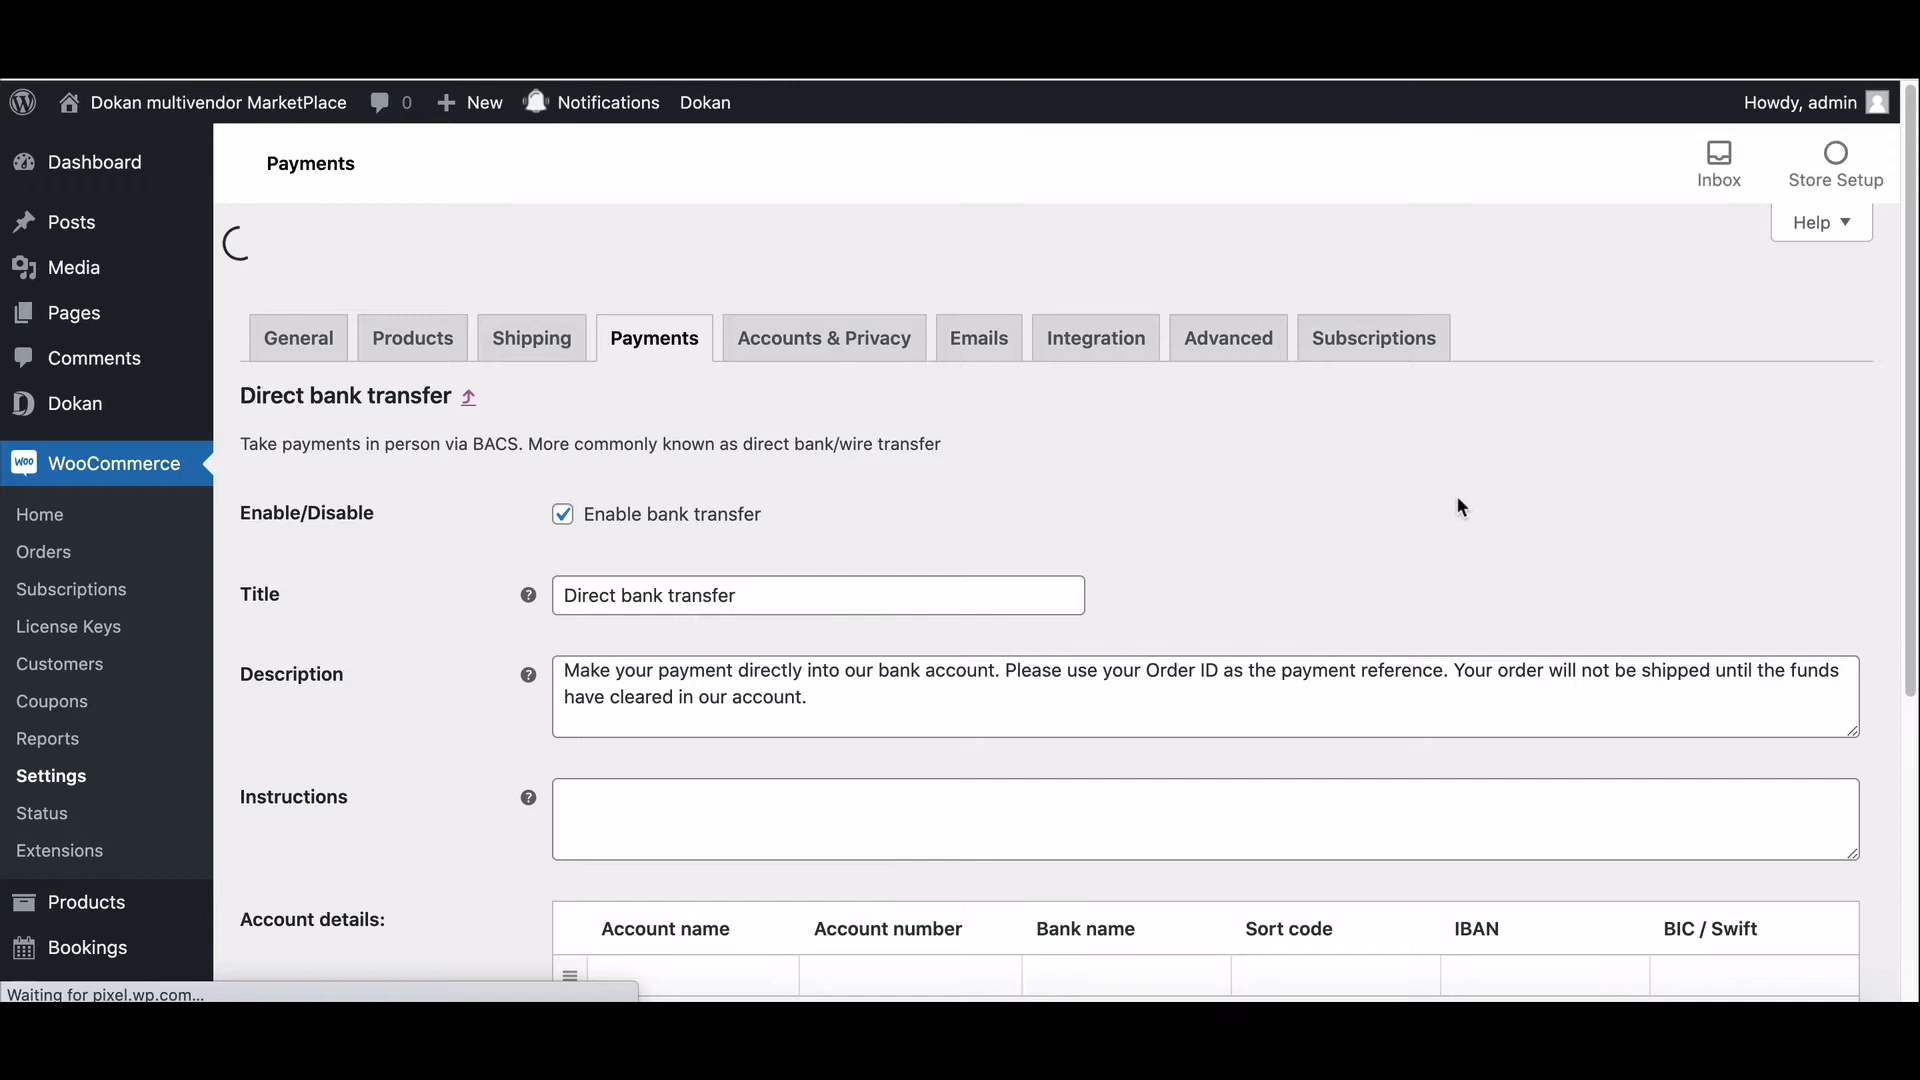 Dokan multivendor MarketPlace 0 New Notifications Dokan Howdy, admin
Dashboard
Posts
Media
Pages
Comments
Dokan
WooCommerce
Home
Orders
Subscriptions
License Keys
Customers
Coupons
Reports
Settings
Status
Extensions
Products
Bookings
Waiting for pixel.wp.com...
Payments
Inbox
Store Setup
Help
General Products Shipping Payments Accounts & Privacy Emails Integration Advanced Subscriptions
Direct bank transfer
Take payments in person via BACS. More commonly known as direct bank/wire transfer
Enable/Disable Enable bank transfer
Title ? Direct bank transfer
Description ? Make your payment directly into our bank account. Please use your Order ID as the payment reference. Your order will not be shipped until the funds
have cleared in our account.
Instructions ?
Account details: Account name Account number Bank name Sort code IBAN BIC / Swift